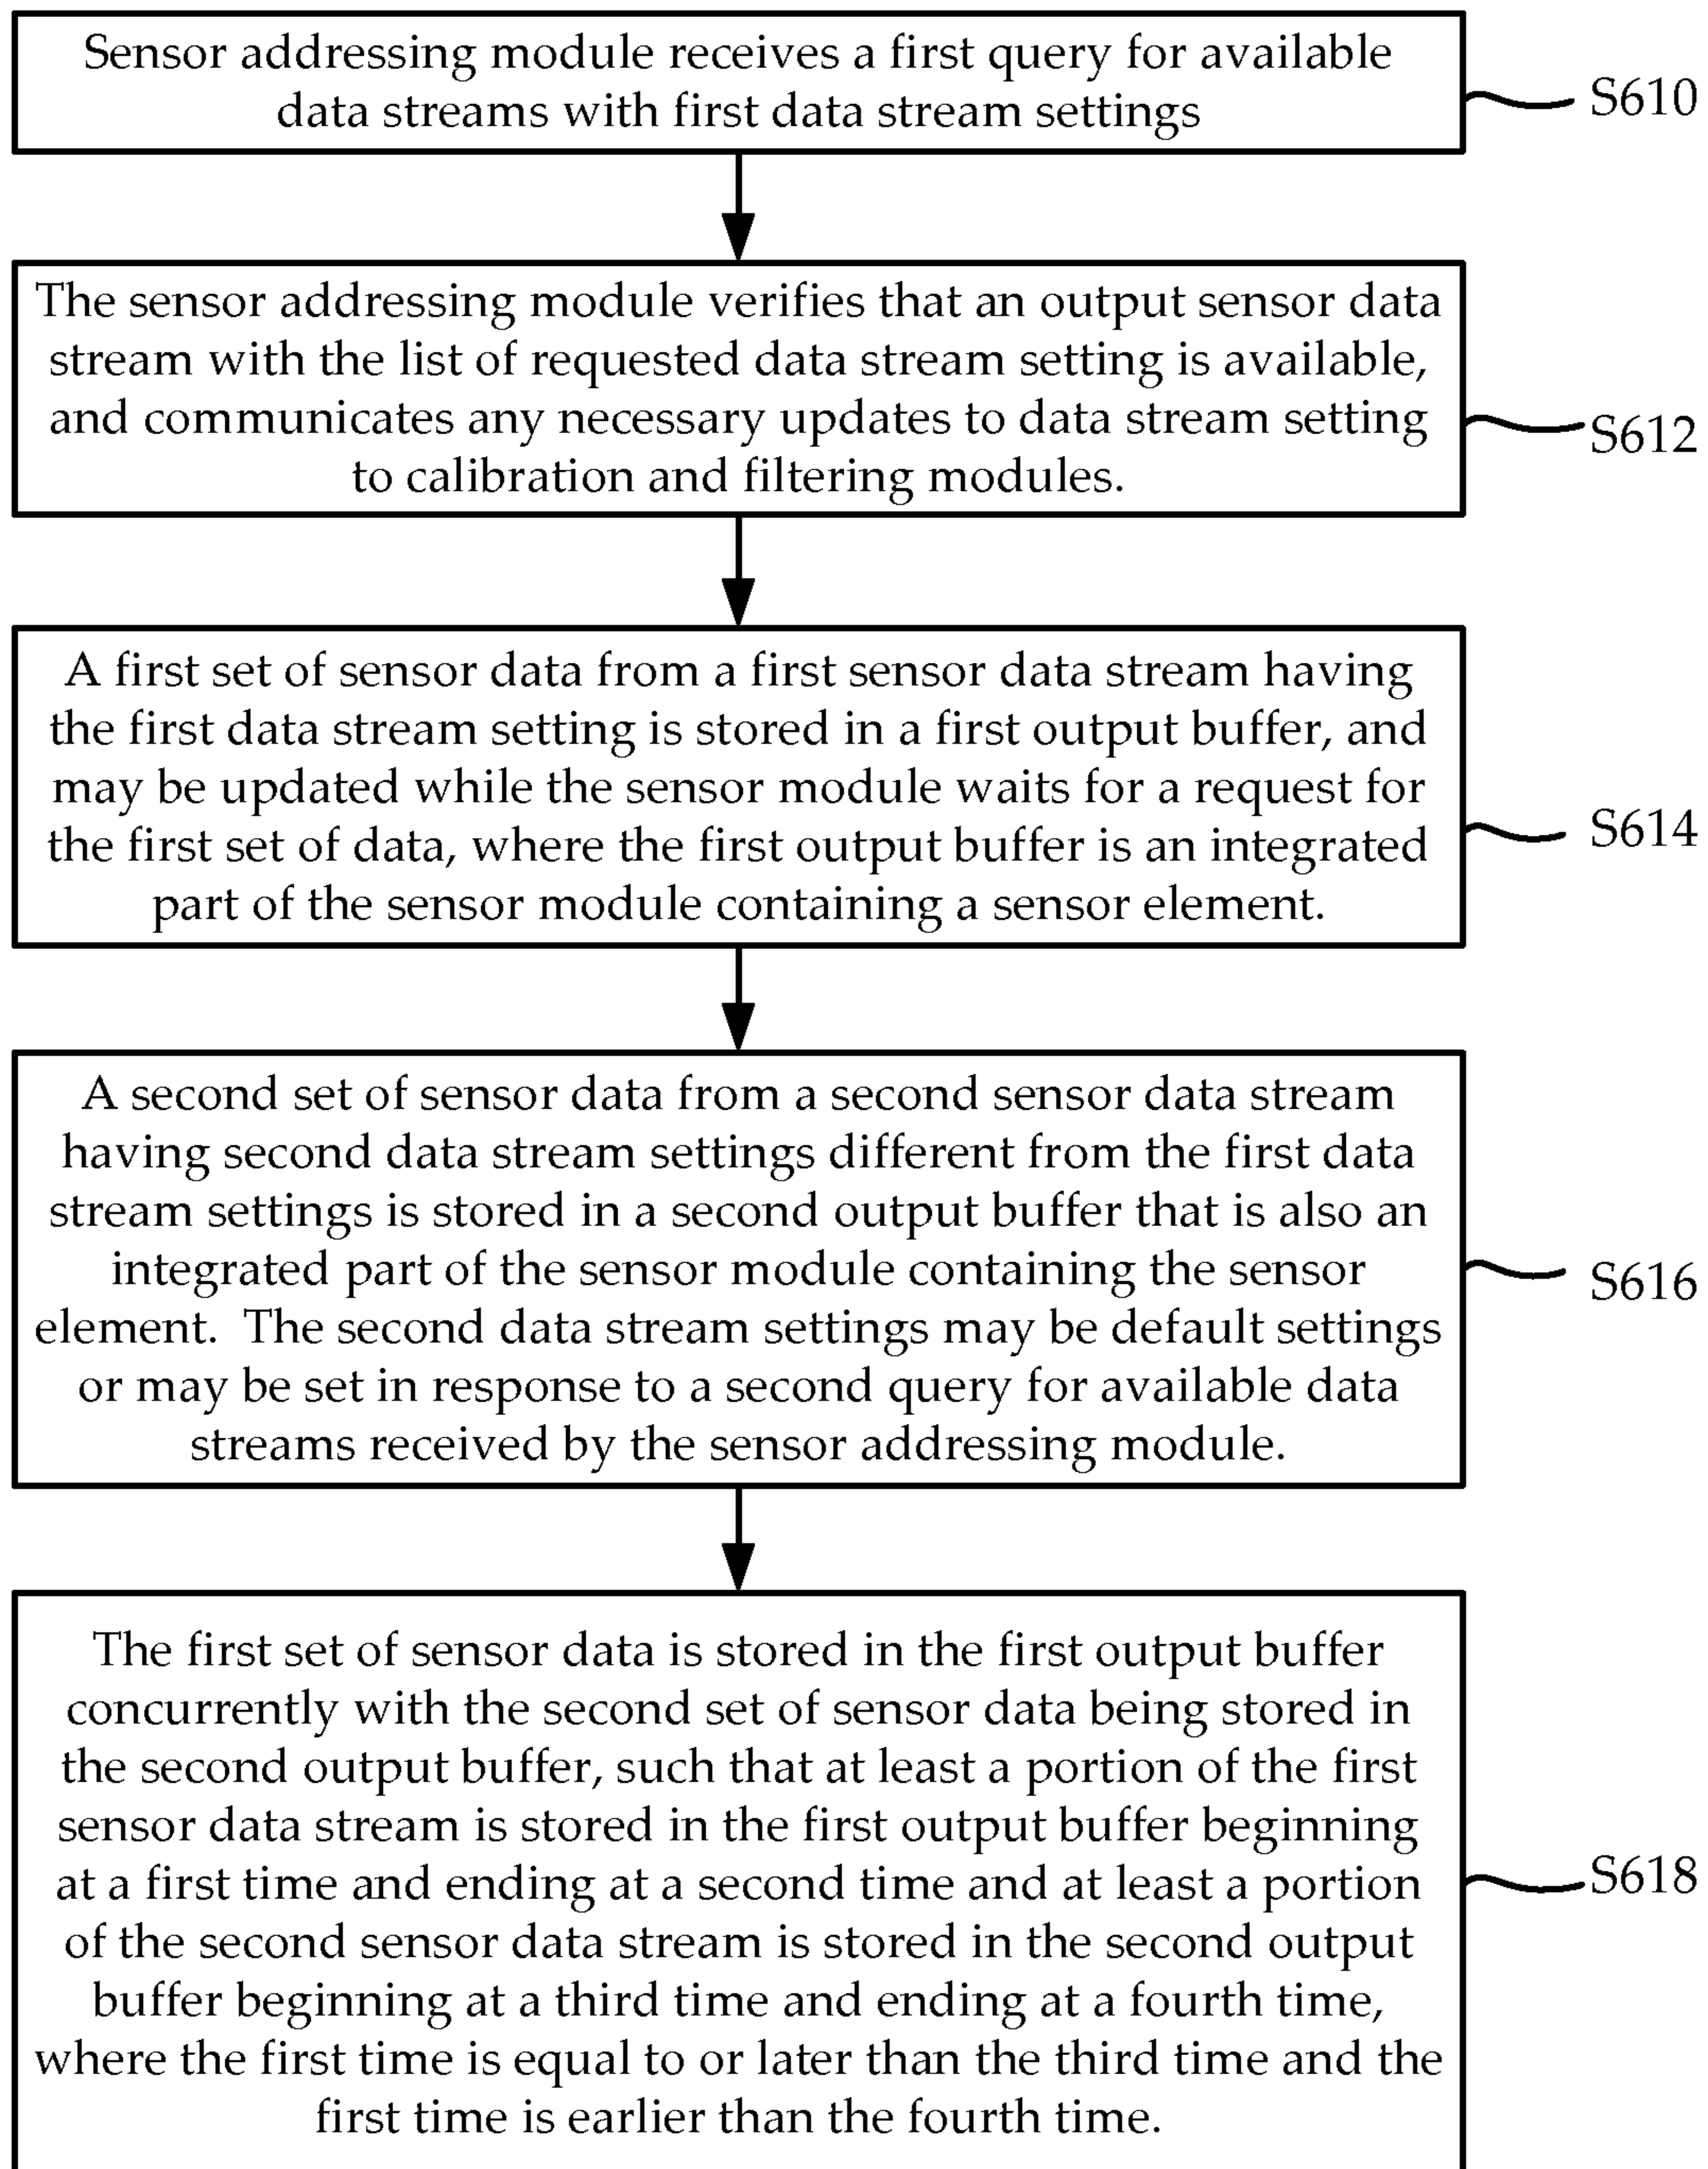 Sensor addressing module receives a first query for available
data streams with first data stream settings
S610
The sensor addressing module verifies that an output sensor data
stream with the list of requested data stream setting is available,
and communicates any necessary updates to data stream setting
to calibration and filtering modules.
S612
A first set of sensor data from a first sensor data stream having
the first data stream setting is stored in a first output buffer, and
may be updated while the sensor module waits for a request for
the first set of data, where the first output buffer is an integrated
part of the sensor module containing a sensor element.
S614
A second set of sensor data from a second sensor data stream
having second data stream settings different from the first data
stream settings is stored in a second output buffer that is also an
integrated part of the sensor module containing the sensor
element. The second data stream settings may be default settings
or may be set in response to a second query for available data
streams received by the sensor addressing module.
S616
The first set of sensor data is stored in the first output buffer
concurrently with the second set of sensor data being stored in
the second output buffer, such that at least a portion of the first
sensor data stream is stored in the first output buffer beginning
at a first time and ending at a second time and at least a portion
of the second sensor data stream is stored in the second output
buffer beginning at a third time and ending at a fourth time,
where the first time is equal to or later than the third time and the
first time is earlier than the fourth time.
S618